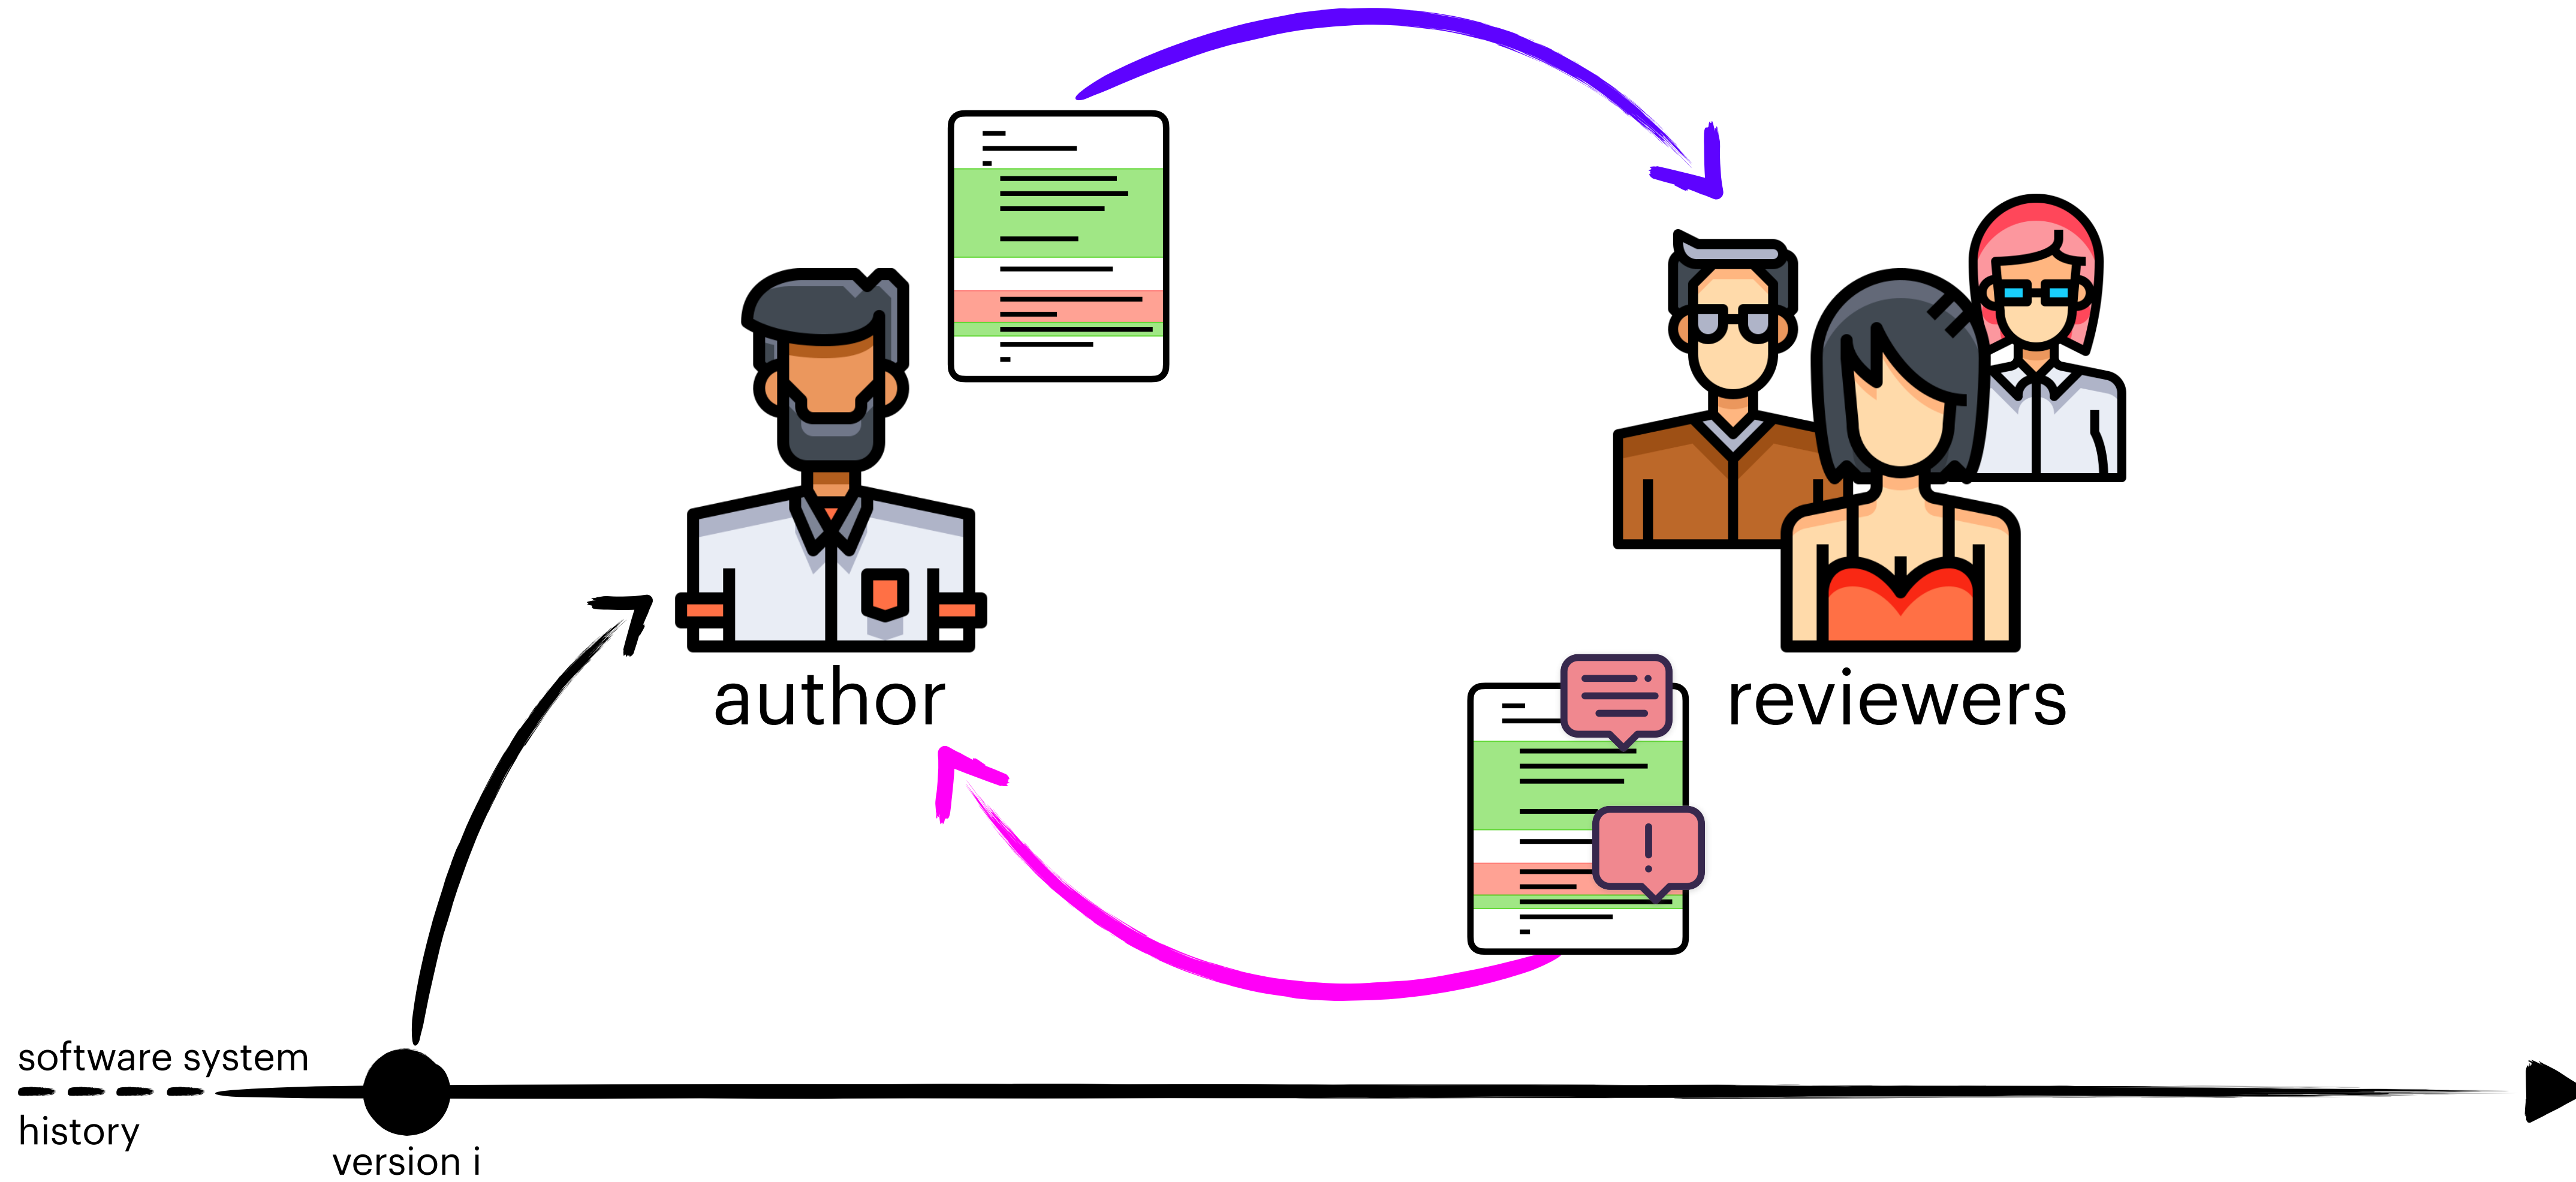 author
reviewers
software system
history
version i